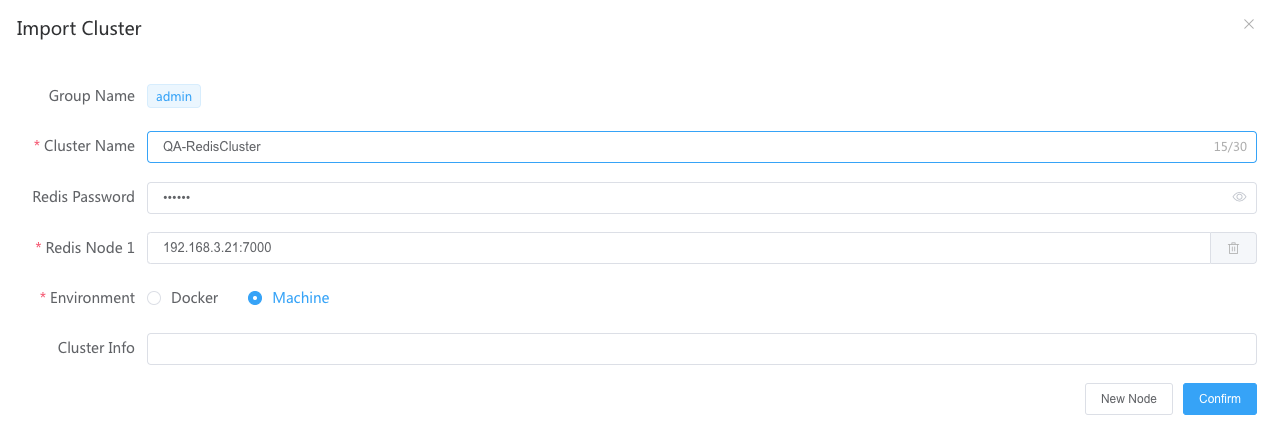 Import Cluster
Group Name admin
* Cluster Name QA-RedisCluster 15/30
Redis Password ••••••
* Redis Node 1 192.168.3.21:7000
* Environment Docker Machine
Cluster Info
New Node Confirm